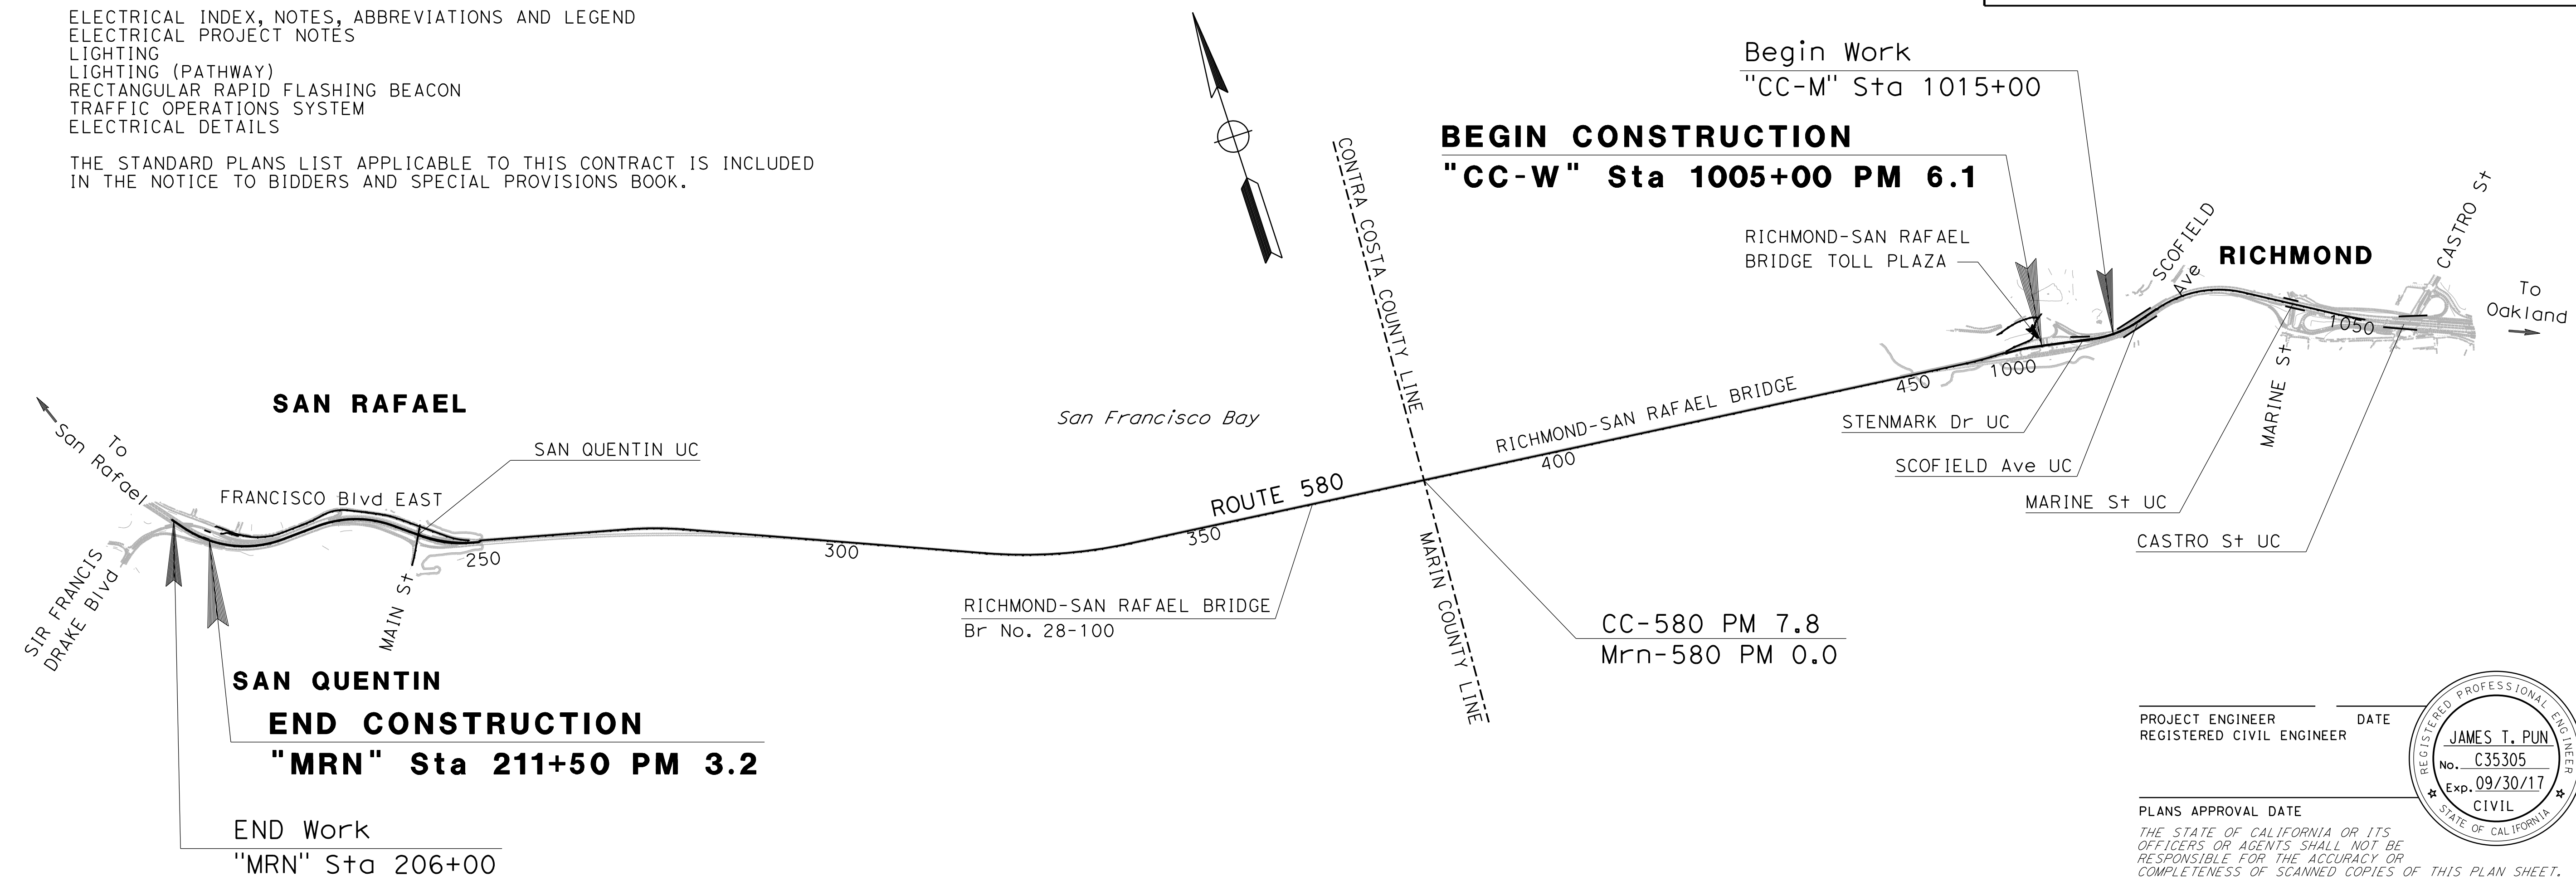 ELECTRICAL INDEX, NOTES, ABBREVIATIONS AND LEGEND
ELECTRICAL PROJECT NOTES
LIGHTING
LIGHTING (PATHWAY)
RECTANGULAR RAPID FLASHING BEACON
TRAFFIC OPERATIONS SYSTEM
ELECTRICAL DETAILS
THE STANDARD PLANS LIST APPLICABLE TO THIS CONTRACT IS INCLUDED
IN THE NOTICE TO BIDDERS AND SPECIAL PROVISIONS BOOK.
Begin Work
"CC-M" Sta 1015+00
BEGIN CONSTRUCTION
"CC-W" Sta 1005+00 PM 6.1
RICHMOND-SAN RAFAEL
BRIDGE TOLL PLAZA
SCOFIELD
Ave
RICHMOND
CASTRO St
To
Oakland
CONTRA COSTA COUNTY LINE
MARIN COUNTY LINE
San Francisco Bay
SAN RAFAEL
To
San Rafael
SAN QUENTIN UC
FRANCISCO Blvd EAST
SIR FRANCIS
DRAKE Blvd
MAIN St
250
300
350
400
450
1000
1050
ROUTE 580
RICHMOND-SAN RAFAEL BRIDGE
STENMARK Dr UC
SCOFIELD Ave UC
MARINE St
MARINE St UC
CASTRO St UC
RICHMOND-SAN RAFAEL BRIDGE
Br No. 28-100
CC-580 PM 7.8
Mrn-580 PM 0.0
SAN QUENTIN
END CONSTRUCTION
"MRN" Sta 211+50 PM 3.2
END Work
"MRN" Sta 206+00
PROJECT ENGINEER DATE
REGISTERED CIVIL ENGINEER
PLANS APPROVAL DATE
THE STATE OF CALIFORNIA OR ITS
OFFICERS OR AGENTS SHALL NOT BE
RESPONSIBLE FOR THE ACCURACY OR
COMPLETENESS OF SCANNED COPIES OF THIS PLAN SHEET.
REGISTERED PROFESSIONAL ENGINEER
JAMES T. PUN
No. C35305
Exp. 09/30/17
CIVIL
STATE OF CALIFORNIA